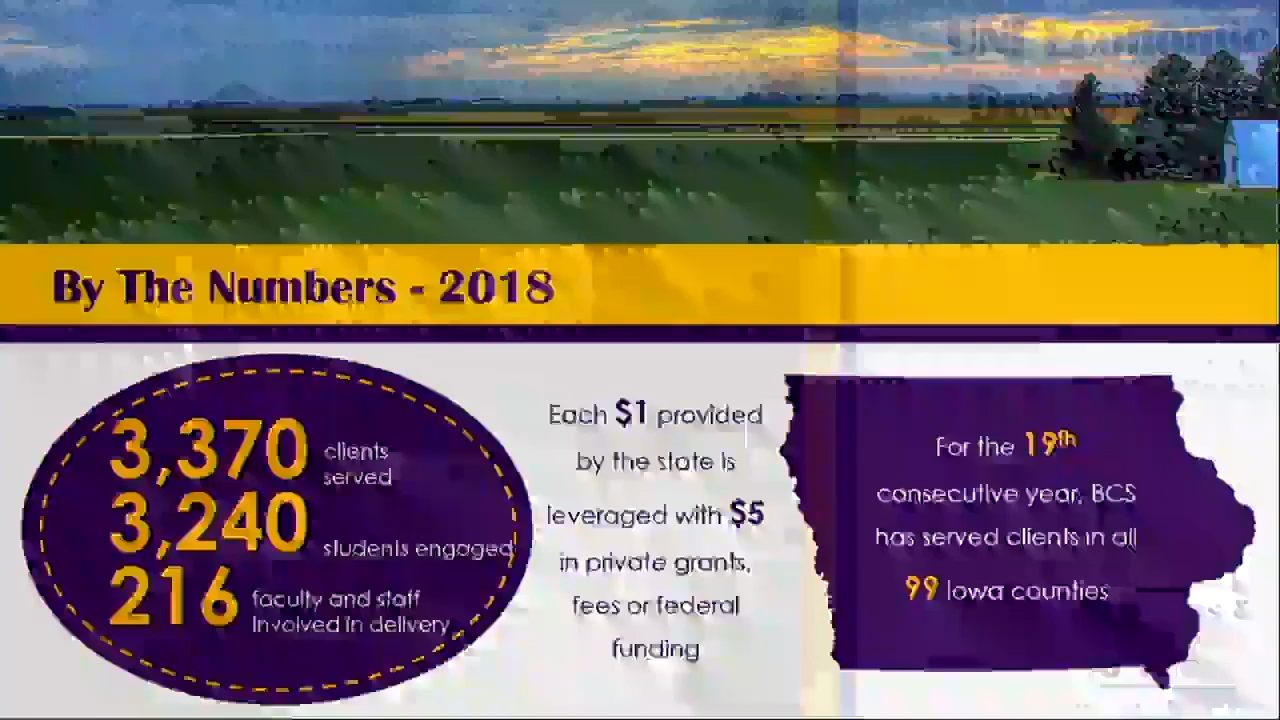 UNI Economic
By The Numbers - 2018
3,370 clients
served
3,240 students engaged
216 faculty and staff
involved in delivery
Each $1 provided
by the state is
leveraged with $5
in private grants,
fees or federal
funding
For the 19th
consecutive year, BCS
has served clients in all
99 Iowa counties